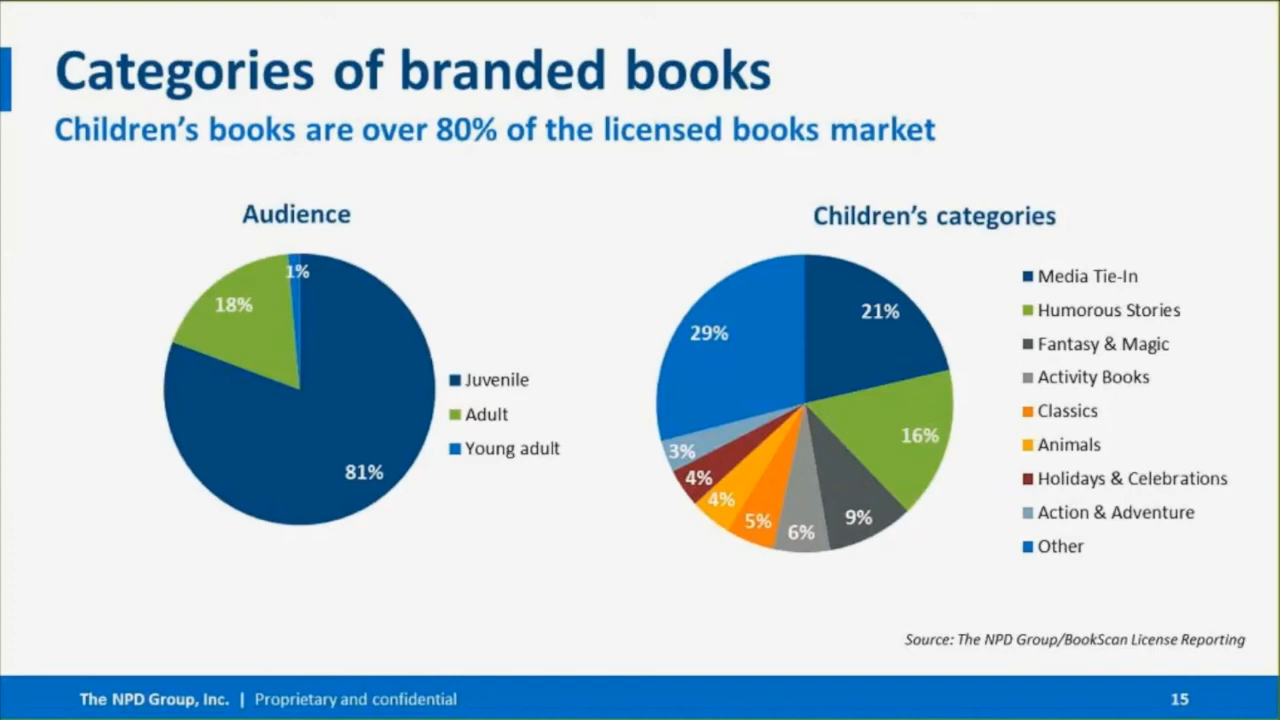 Categories of branded books
Children's books are over 80% of the licensed books market
Audience
1%
18%
81%
Juvenile
Adult
Young adult
Children's categories
21%
16%
9%
6%
5%
4%
4%
3%
29%
Media Tie-In
Humorous Stories
Fantasy & Magic
Activity Books
Classics
Animals
Holidays & Celebrations
Action & Adventure
Other
Source: The NPD Group/BookScan License Reporting
The NPD Group, Inc. | Proprietary and confidential
15